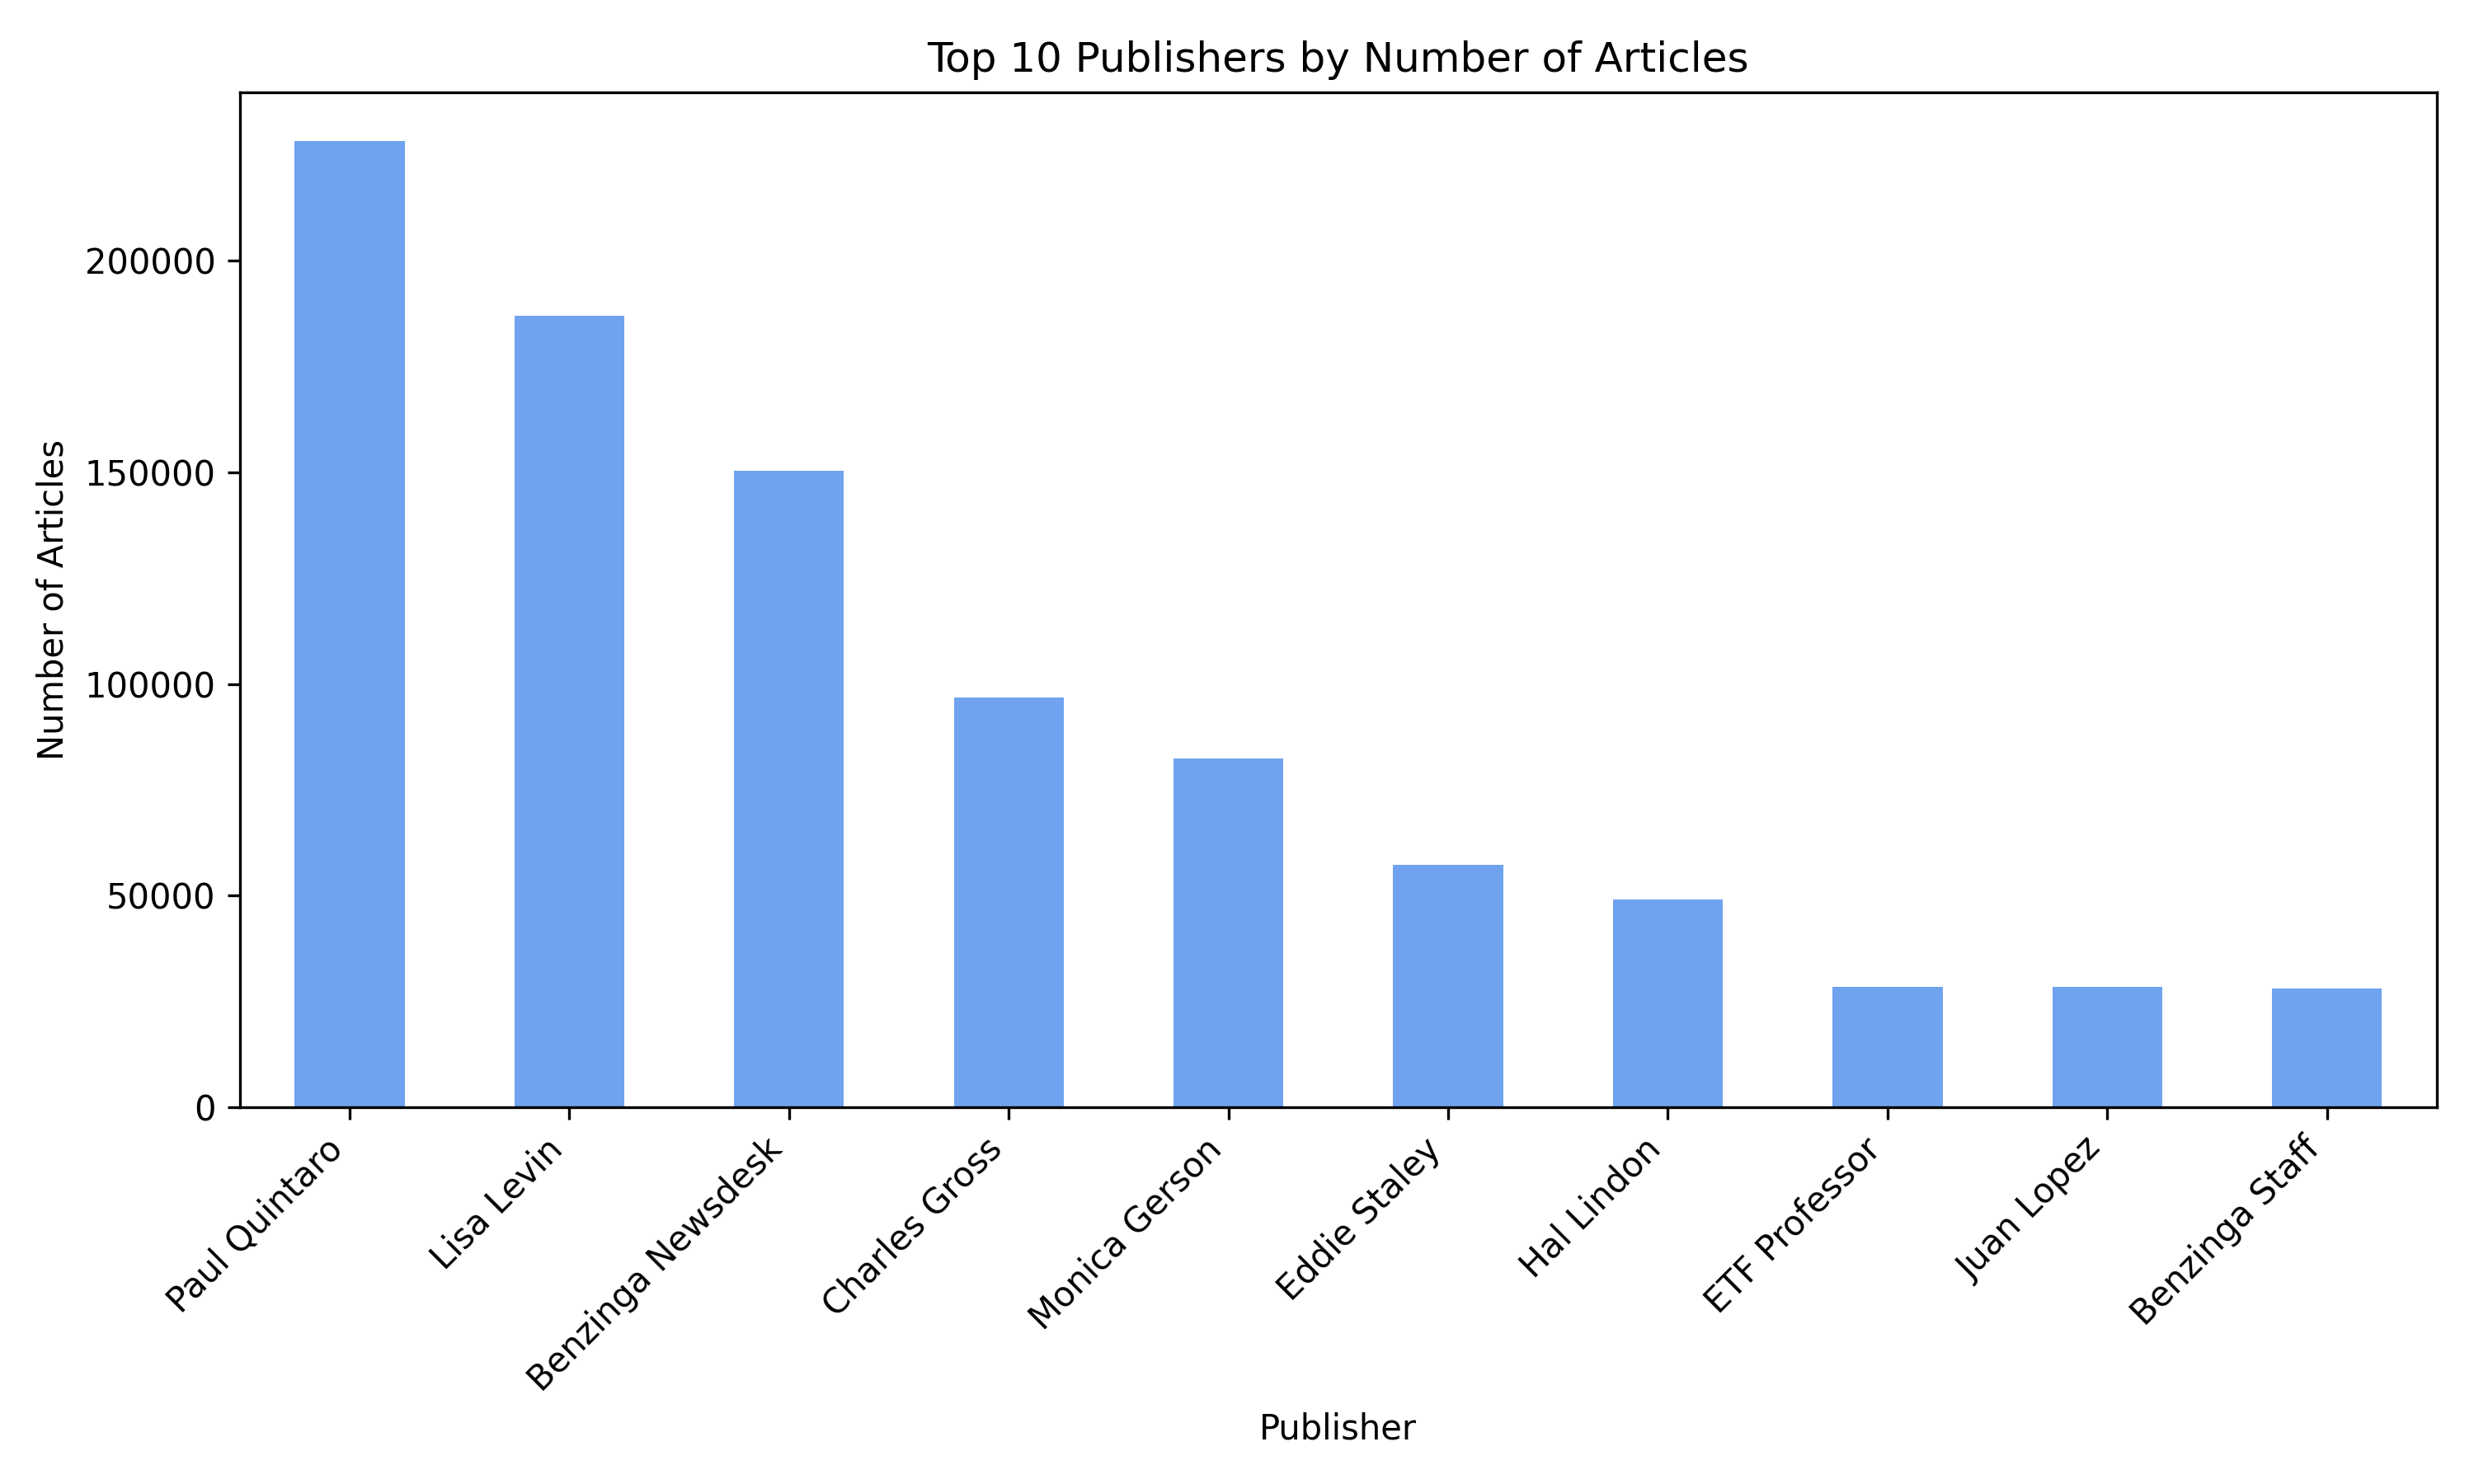 Top 10 Publishers by Number of Articles
Number of Articles
200000
150000
100000
50000
0
Paul Quintaro
Lisa Levin
Benzinga Newsdesk
Charles Gross
Monica Gerson
Eddie Staley
Hal Lindon
ETF Professor
Juan Lopez
Benzinga Staff
Publisher